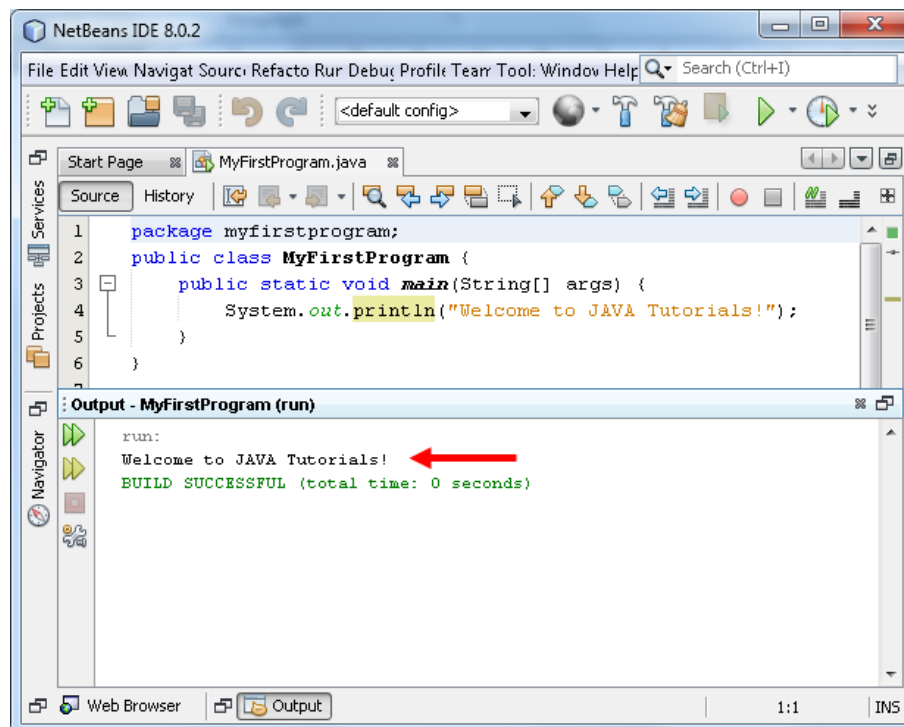 NetBeans IDE 8.0.2
File Edit View Navigat Sourc Refacto Rur Debug Profile Tear Tool: Window Help Search (Ctrl+I)
<default config>
Start Page MyFirstProgram.java
Source History
Services
Projects
Navigator
1 package myfirstprogram;
2 public class MyFirstProgram {
3 public static void main(String[] args) {
4 System.out.println("Welcome to JAVA Tutorials!");
5 }
6 }
Output - MyFirstProgram (run)
run:
Welcome to JAVA Tutorials!
BUILD SUCCESSFUL (total time: 0 seconds)
Web Browser Output 1:1 INS